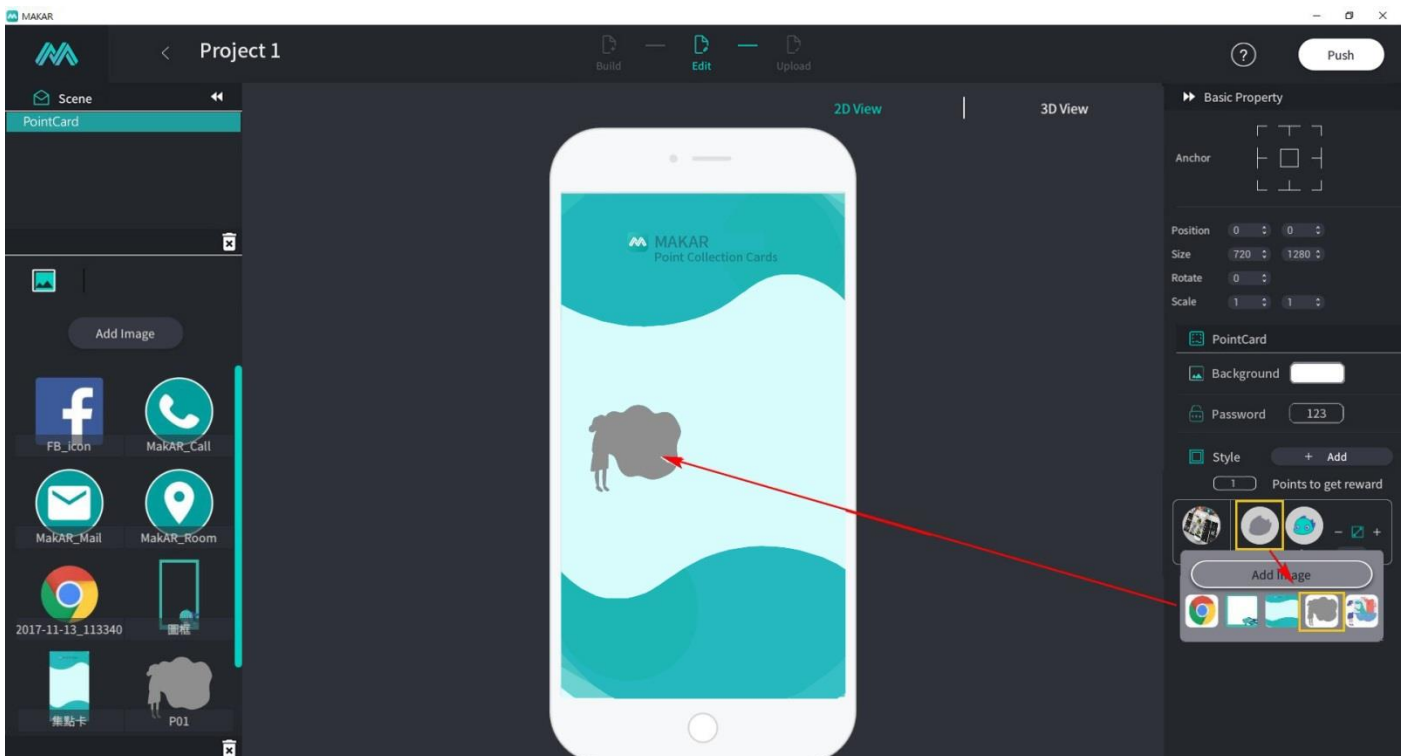 MAKAR
Project 1
Build
Edit
Upload
?
Push
Scene
PointCard
Add Image
FB_icon
MakAR_Call
MakAR_Mail
MakAR_Room
2017-11-13_113340
圖框
集點卡
P01
2D View
3D View
MAKAR
Point Collection Cards
Basic Property
Anchor
Position 0 0
Size 720 1280
Rotate 0
Scale 1 1
PointCard
Background
Password 123
Style + Add
1 Points to get reward
Add Image